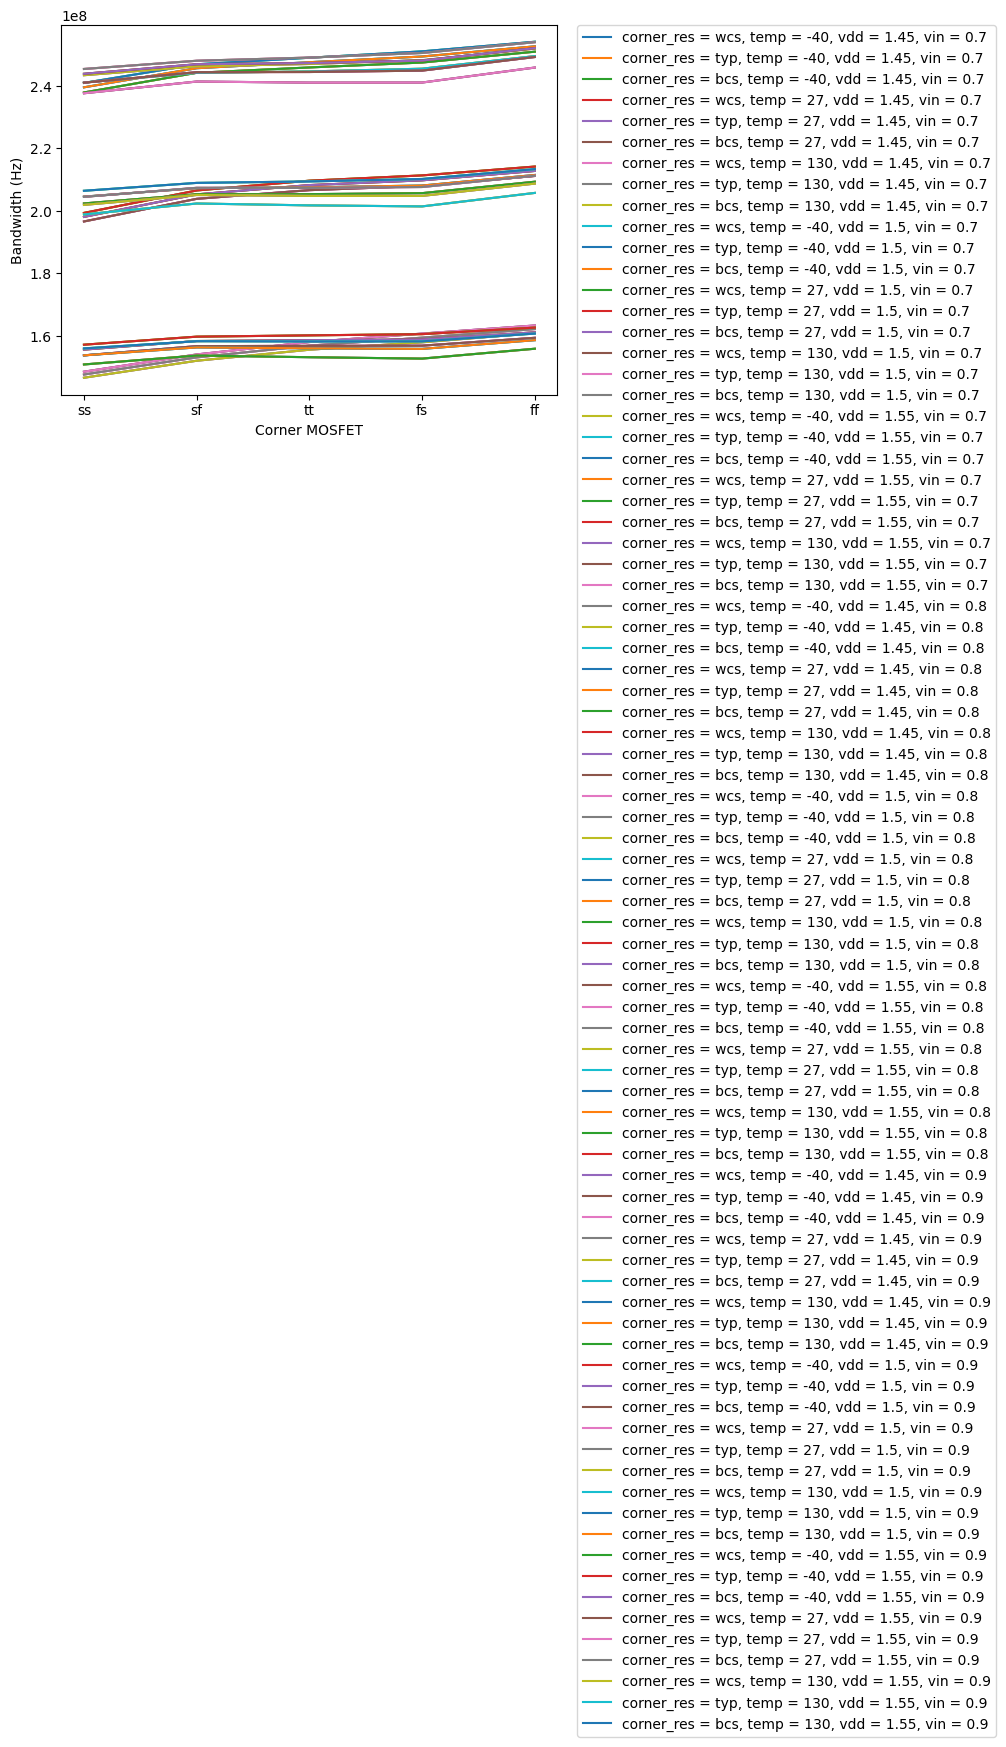 1e8
2.4
2.2
2.0
1.8
1.6
Bandwidth (Hz)
ss sf tt fs ff
Corner MOSFET
corner_res = wcs, temp = -40, vdd = 1.45, vin = 0.7
corner_res = typ, temp = -40, vdd = 1.45, vin = 0.7
corner_res = bcs, temp = -40, vdd = 1.45, vin = 0.7
corner_res = wcs, temp = 27, vdd = 1.45, vin = 0.7
corner_res = typ, temp = 27, vdd = 1.45, vin = 0.7
corner_res = bcs, temp = 27, vdd = 1.45, vin = 0.7
corner_res = wcs, temp = 130, vdd = 1.45, vin = 0.7
corner_res = typ, temp = 130, vdd = 1.45, vin = 0.7
corner_res = bcs, temp = 130, vdd = 1.45, vin = 0.7
corner_res = wcs, temp = -40, vdd = 1.5, vin = 0.7
corner_res = typ, temp = -40, vdd = 1.5, vin = 0.7
corner_res = bcs, temp = -40, vdd = 1.5, vin = 0.7
corner_res = wcs, temp = 27, vdd = 1.5, vin = 0.7
corner_res = typ, temp = 27, vdd = 1.5, vin = 0.7
corner_res = bcs, temp = 27, vdd = 1.5, vin = 0.7
corner_res = wcs, temp = 130, vdd = 1.5, vin = 0.7
corner_res = typ, temp = 130, vdd = 1.5, vin = 0.7
corner_res = bcs, temp = 130, vdd = 1.5, vin = 0.7
corner_res = wcs, temp = -40, vdd = 1.55, vin = 0.7
corner_res = typ, temp = -40, vdd = 1.55, vin = 0.7
corner_res = bcs, temp = -40, vdd = 1.55, vin = 0.7
corner_res = wcs, temp = 27, vdd = 1.55, vin = 0.7
corner_res = typ, temp = 27, vdd = 1.55, vin = 0.7
corner_res = bcs, temp = 27, vdd = 1.55, vin = 0.7
corner_res = wcs, temp = 130, vdd = 1.55, vin = 0.7
corner_res = typ, temp = 130, vdd = 1.55, vin = 0.7
corner_res = bcs, temp = 130, vdd = 1.55, vin = 0.7
corner_res = wcs, temp = -40, vdd = 1.45, vin = 0.8
corner_res = typ, temp = -40, vdd = 1.45, vin = 0.8
corner_res = bcs, temp = -40, vdd = 1.45, vin = 0.8
corner_res = wcs, temp = 27, vdd = 1.45, vin = 0.8
corner_res = typ, temp = 27, vdd = 1.45, vin = 0.8
corner_res = bcs, temp = 27, vdd = 1.45, vin = 0.8
corner_res = wcs, temp = 130, vdd = 1.45, vin = 0.8
corner_res = typ, temp = 130, vdd = 1.45, vin = 0.8
corner_res = bcs, temp = 130, vdd = 1.45, vin = 0.8
corner_res = wcs, temp = -40, vdd = 1.5, vin = 0.8
corner_res = typ, temp = -40, vdd = 1.5, vin = 0.8
corner_res = bcs, temp = -40, vdd = 1.5, vin = 0.8
corner_res = wcs, temp = 27, vdd = 1.5, vin = 0.8
corner_res = typ, temp = 27, vdd = 1.5, vin = 0.8
corner_res = bcs, temp = 27, vdd = 1.5, vin = 0.8
corner_res = wcs, temp = 130, vdd = 1.5, vin = 0.8
corner_res = typ, temp = 130, vdd = 1.5, vin = 0.8
corner_res = bcs, temp = 130, vdd = 1.5, vin = 0.8
corner_res = wcs, temp = -40, vdd = 1.55, vin = 0.8
corner_res = typ, temp = -40, vdd = 1.55, vin = 0.8
corner_res = bcs, temp = -40, vdd = 1.55, vin = 0.8
corner_res = wcs, temp = 27, vdd = 1.55, vin = 0.8
corner_res = typ, temp = 27, vdd = 1.55, vin = 0.8
corner_res = bcs, temp = 27, vdd = 1.55, vin = 0.8
corner_res = wcs, temp = 130, vdd = 1.55, vin = 0.8
corner_res = typ, temp = 130, vdd = 1.55, vin = 0.8
corner_res = bcs, temp = 130, vdd = 1.55, vin = 0.8
corner_res = wcs, temp = -40, vdd = 1.45, vin = 0.9
corner_res = typ, temp = -40, vdd = 1.45, vin = 0.9
corner_res = bcs, temp = -40, vdd = 1.45, vin = 0.9
corner_res = wcs, temp = 27, vdd = 1.45, vin = 0.9
corner_res = typ, temp = 27, vdd = 1.45, vin = 0.9
corner_res = bcs, temp = 27, vdd = 1.45, vin = 0.9
corner_res = wcs, temp = 130, vdd = 1.45, vin = 0.9
corner_res = typ, temp = 130, vdd = 1.45, vin = 0.9
corner_res = bcs, temp = 130, vdd = 1.45, vin = 0.9
corner_res = wcs, temp = -40, vdd = 1.5, vin = 0.9
corner_res = typ, temp = -40, vdd = 1.5, vin = 0.9
corner_res = bcs, temp = -40, vdd = 1.5, vin = 0.9
corner_res = wcs, temp = 27, vdd = 1.5, vin = 0.9
corner_res = typ, temp = 27, vdd = 1.5, vin = 0.9
corner_res = bcs, temp = 27, vdd = 1.5, vin = 0.9
corner_res = wcs, temp = 130, vdd = 1.5, vin = 0.9
corner_res = typ, temp = 130, vdd = 1.5, vin = 0.9
corner_res = bcs, temp = 130, vdd = 1.5, vin = 0.9
corner_res = wcs, temp = -40, vdd = 1.55, vin = 0.9
corner_res = typ, temp = -40, vdd = 1.55, vin = 0.9
corner_res = bcs, temp = -40, vdd = 1.55, vin = 0.9
corner_res = wcs, temp = 27, vdd = 1.55, vin = 0.9
corner_res = typ, temp = 27, vdd = 1.55, vin = 0.9
corner_res = bcs, temp = 27, vdd = 1.55, vin = 0.9
corner_res = wcs, temp = 130, vdd = 1.55, vin = 0.9
corner_res = typ, temp = 130, vdd = 1.55, vin = 0.9
corner_res = bcs, temp = 130, vdd = 1.55, vin = 0.9